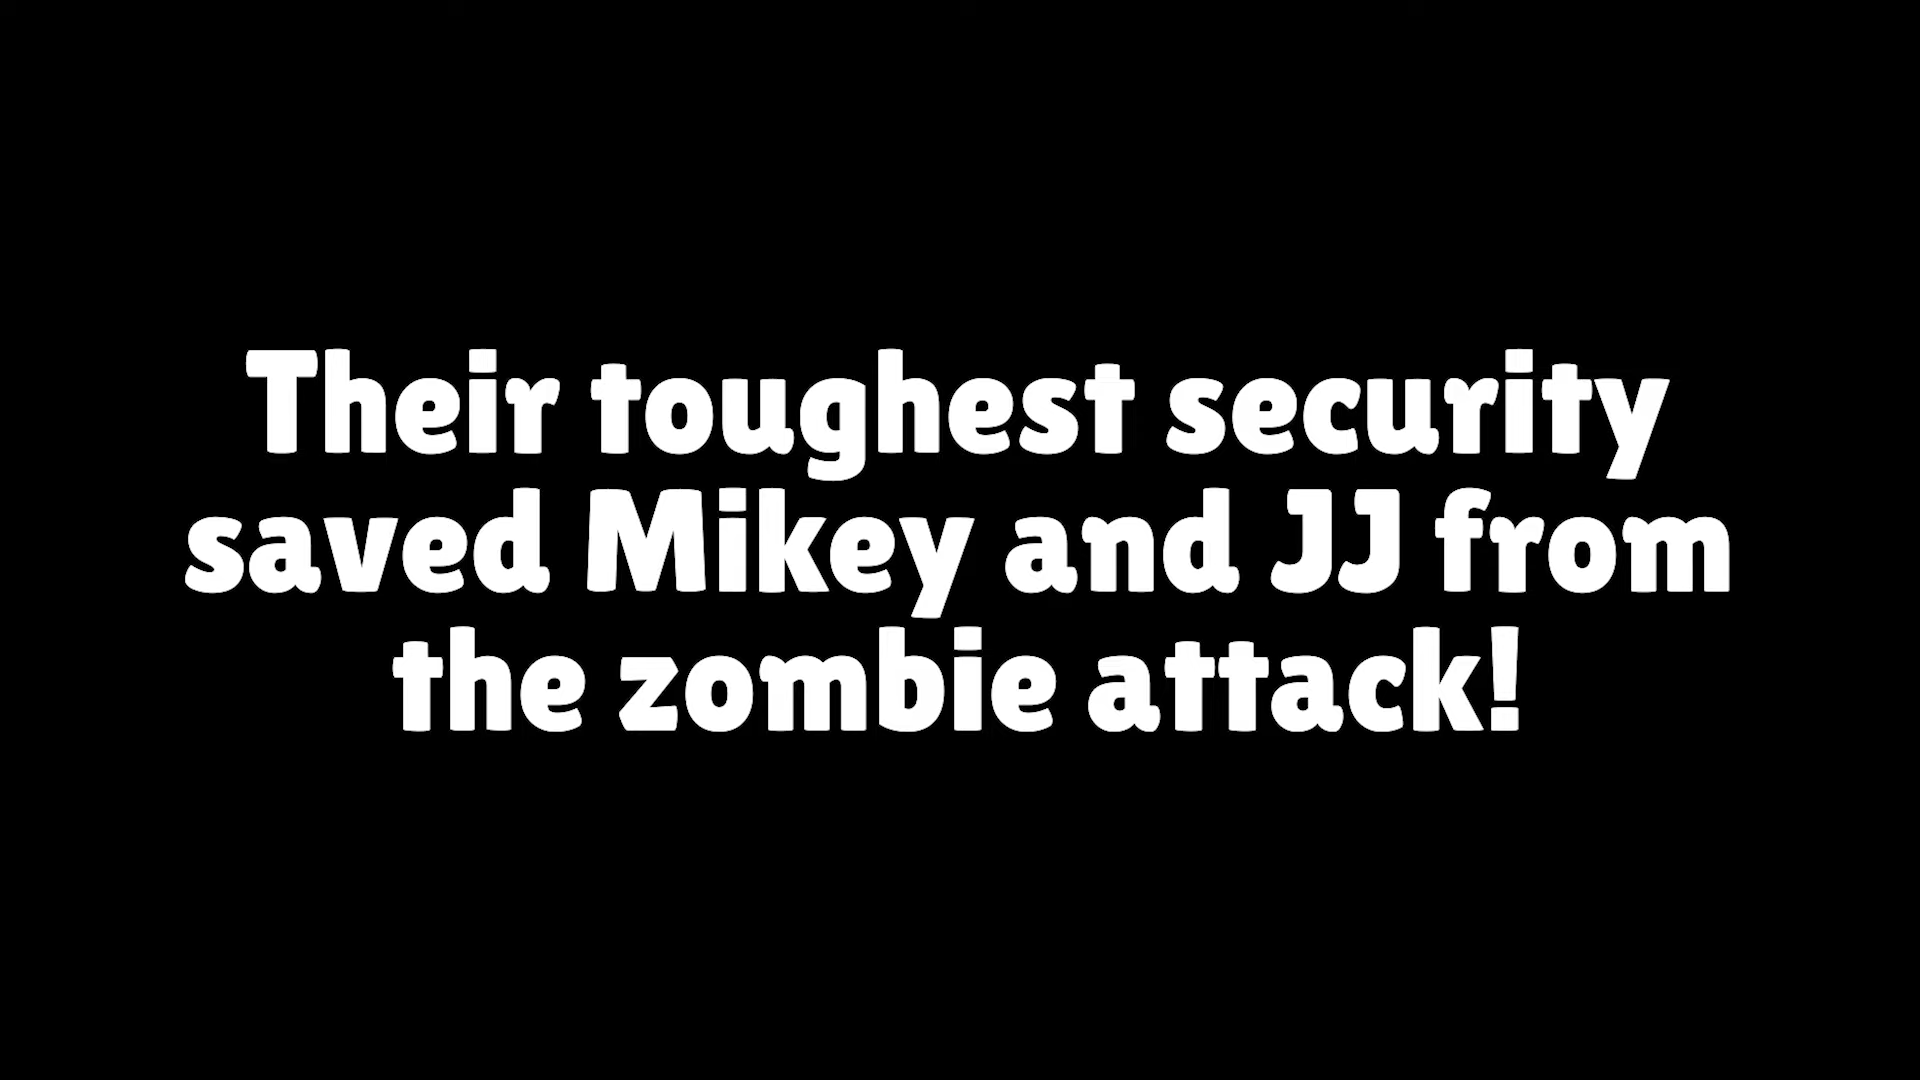 Their toughest security
saved Mikey and JJ from
the zombie attack!